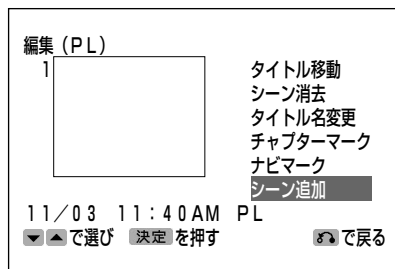 編集（ＰＬ）
1
タイトル移動
シーン消去
タイトル名変更
チャプターマーク
ナビマーク
シーン追加
１１／０３　１１：４０ＡＭ　ＰＬ
▼▲で選び 決定 を押す
で戻る